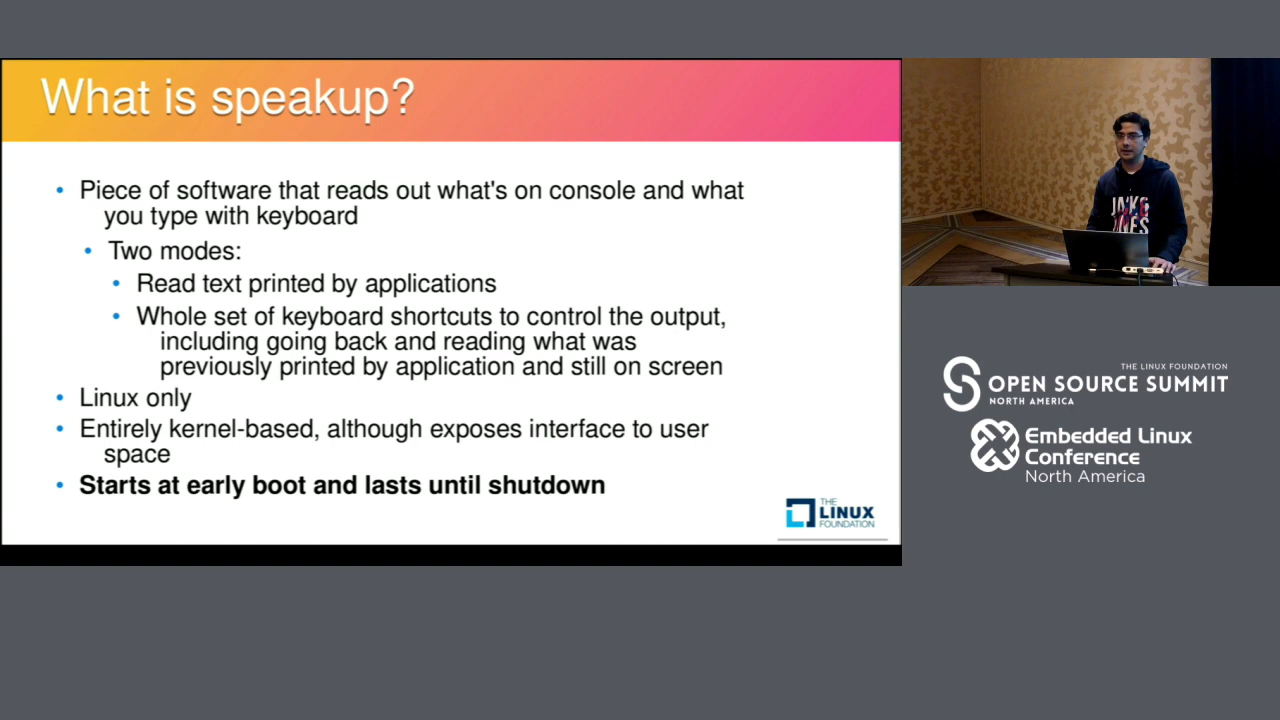 What is speakup?
Piece of software that reads out what's on console and what
you type with keyboard
Two modes:
Read text printed by applications
Whole set of keyboard shortcuts to control the output,
including going back and reading what was
previously printed by application and still on screen
Linux only
Entirely kernel-based, although exposes interface to user
space
Starts at early boot and lasts until shutdown
THE
LINUX
FOUNDATION
THE LINUX FOUNDATION
OPEN SOURCE SUMMIT
NORTH AMERICA
Embedded Linux
Conference
North America